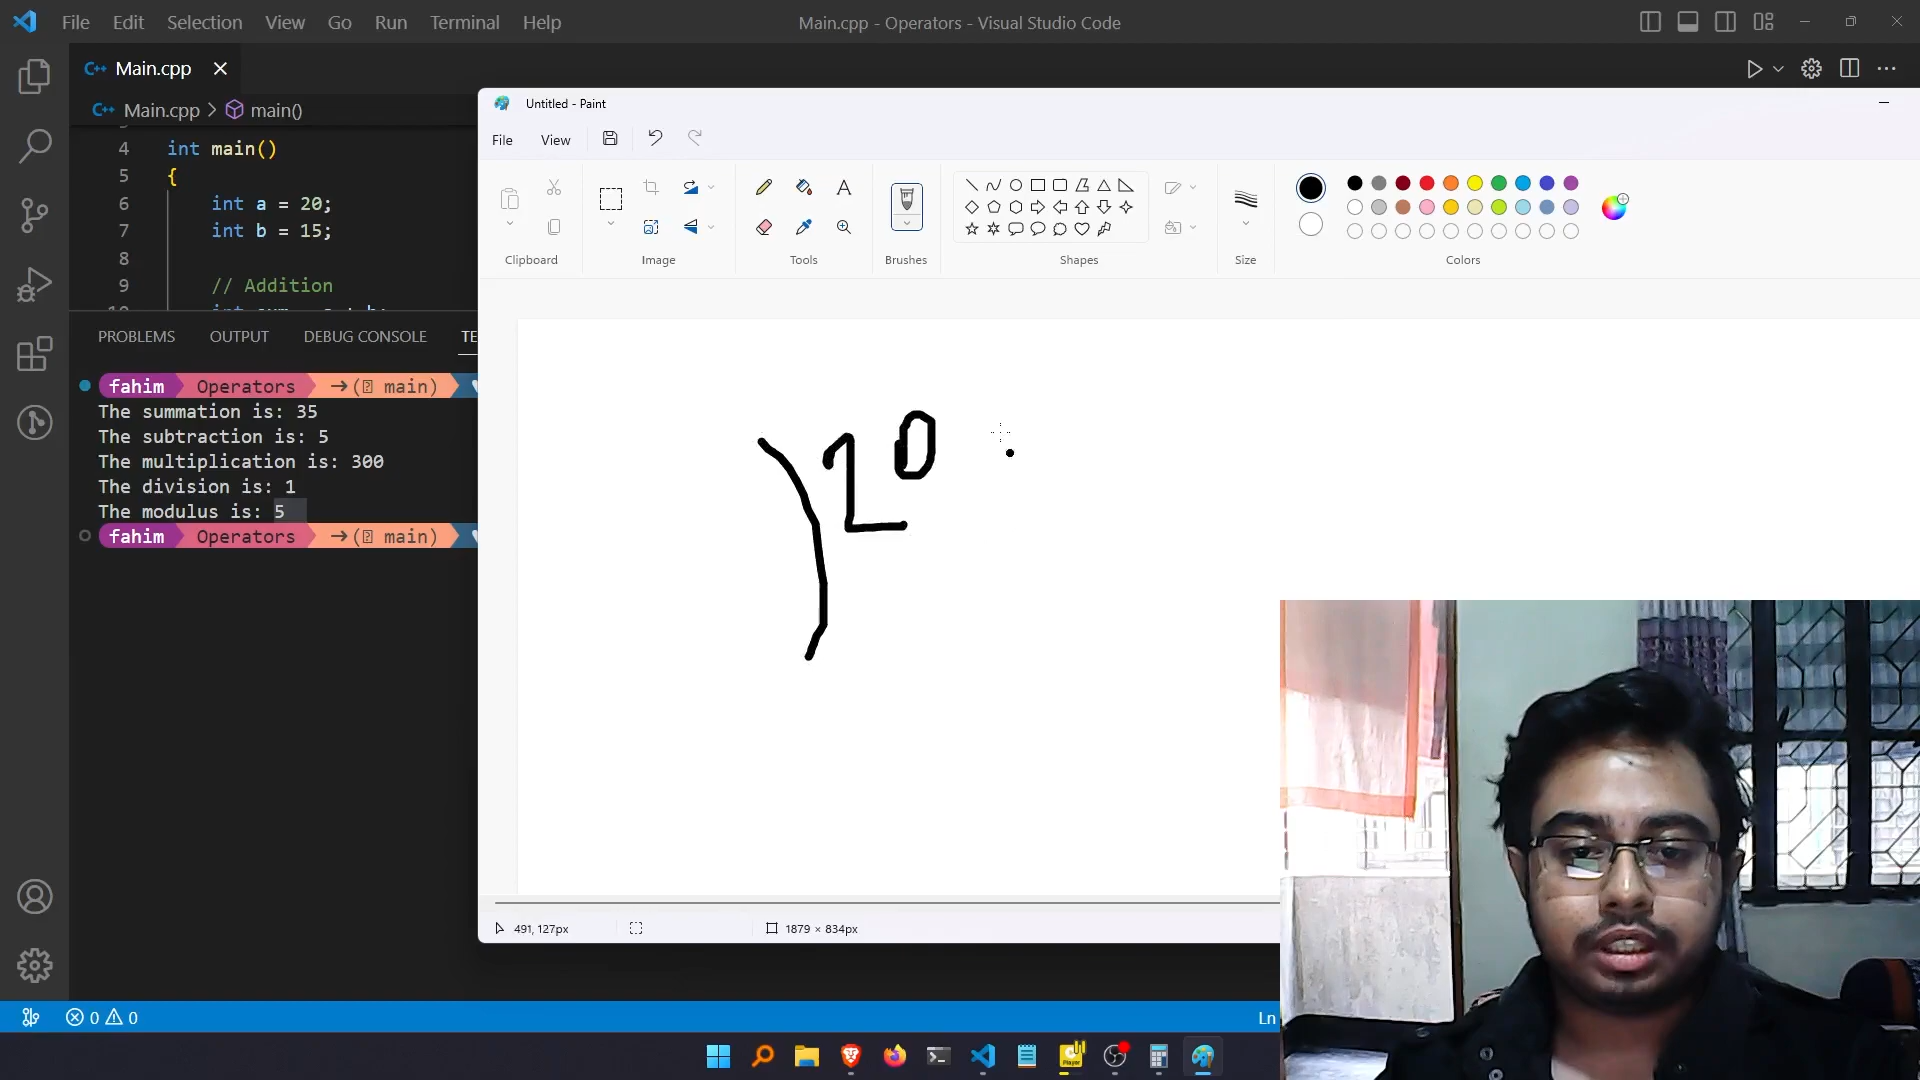 File Edit Selection View Go Run Terminal Help
Main.cpp - Operators - Visual Studio Code
Main.cpp
Main.cpp > main()
4 int main()
5 {
6 int a = 20;
7 int b = 15;
8
9 // Addition
PROBLEMS OUTPUT DEBUG CONSOLE TE
fahim Operators →( main)
The summation is: 35
The subtraction is: 5
The multiplication is: 300
The division is: 1
The modulus is: 5
fahim Operators →( main)
0 0
Ln
Untitled - Paint
File View
Clipboard Image Tools Brushes Shapes Size Colors
20
491, 127px 1879 × 834px